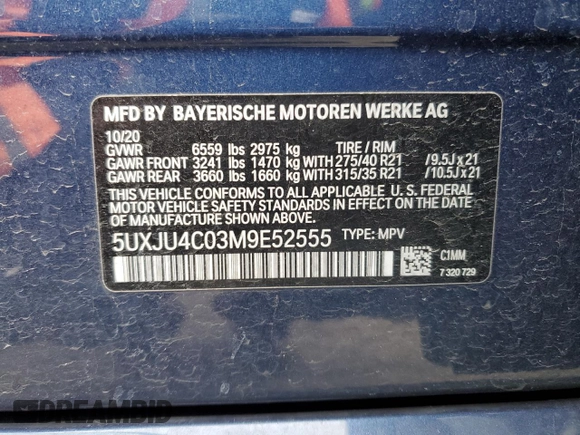 MFD BY BAYERISCHE MOTOREN WERKE AG
10/20
GVWR 6559 lbs 2975 kg TIRE / RIM
GAWR FRONT 3241 lbs 1470 kg WITH 275/40 R21 /9.5J x 21
GAWR REAR 3660 lbs 1660 kg WITH 315/35 R21 /10.5J x 21
THIS VEHICLE CONFORMS TO ALL APPLICABLE U. S. FEDERAL
MOTOR VEHICLE SAFETY STANDARDS IN EFFECT ON THE DATE
OF MANUFACTURE SHOWN ABOVE.
5UXJU4C03M9E52555 TYPE: MPV
C1MM
7 320 729
DREAMBID